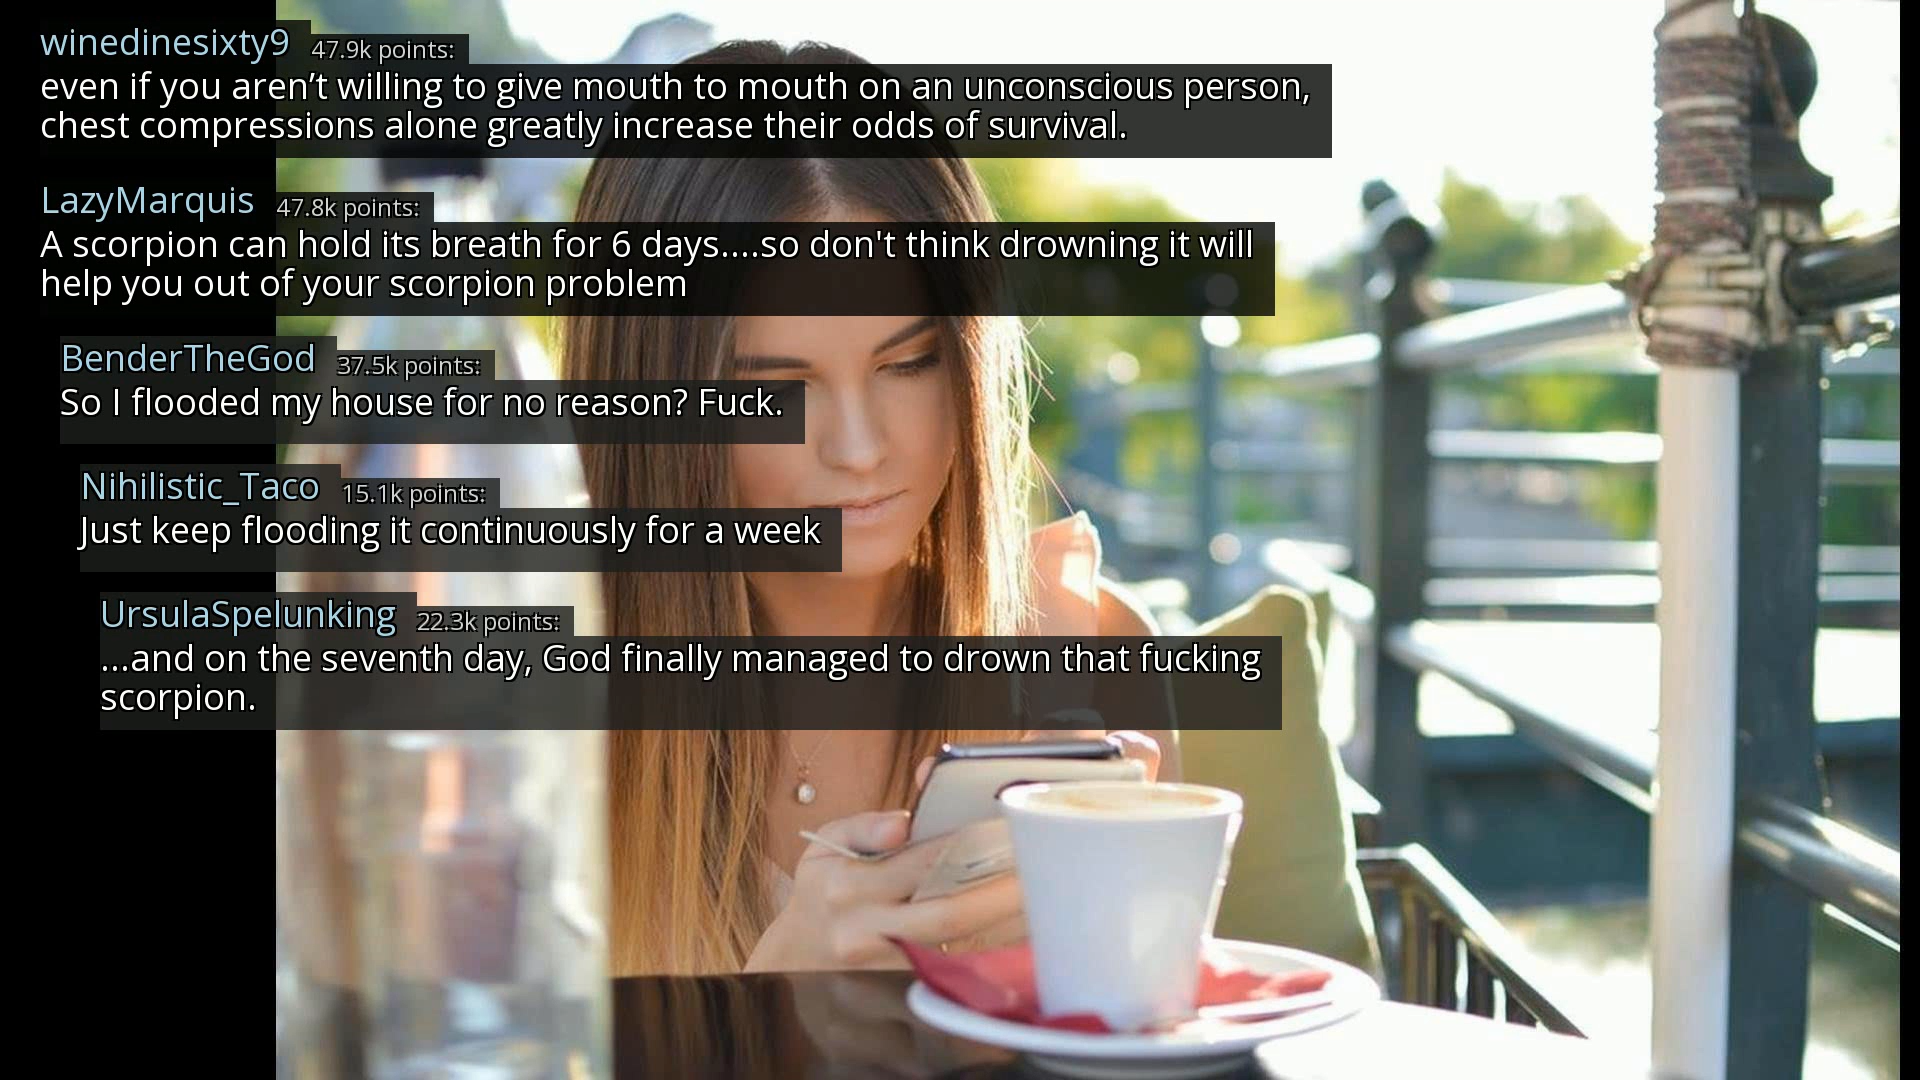 winedinesixty9 47.9k points:
even if you aren’t willing to give mouth to mouth on an unconscious person,
chest compressions alone greatly increase their odds of survival.
LazyMarquis 47.8k points:
A scorpion can hold its breath for 6 days....so don't think drowning it will
help you out of your scorpion problem
BenderTheGod 37.5k points:
So I flooded my house for no reason? Fuck.
Nihilistic_Taco 15.1k points:
Just keep flooding it continuously for a week
UrsulaSpelunking 22.3k points:
...and on the seventh day, God finally managed to drown that fucking
scorpion.